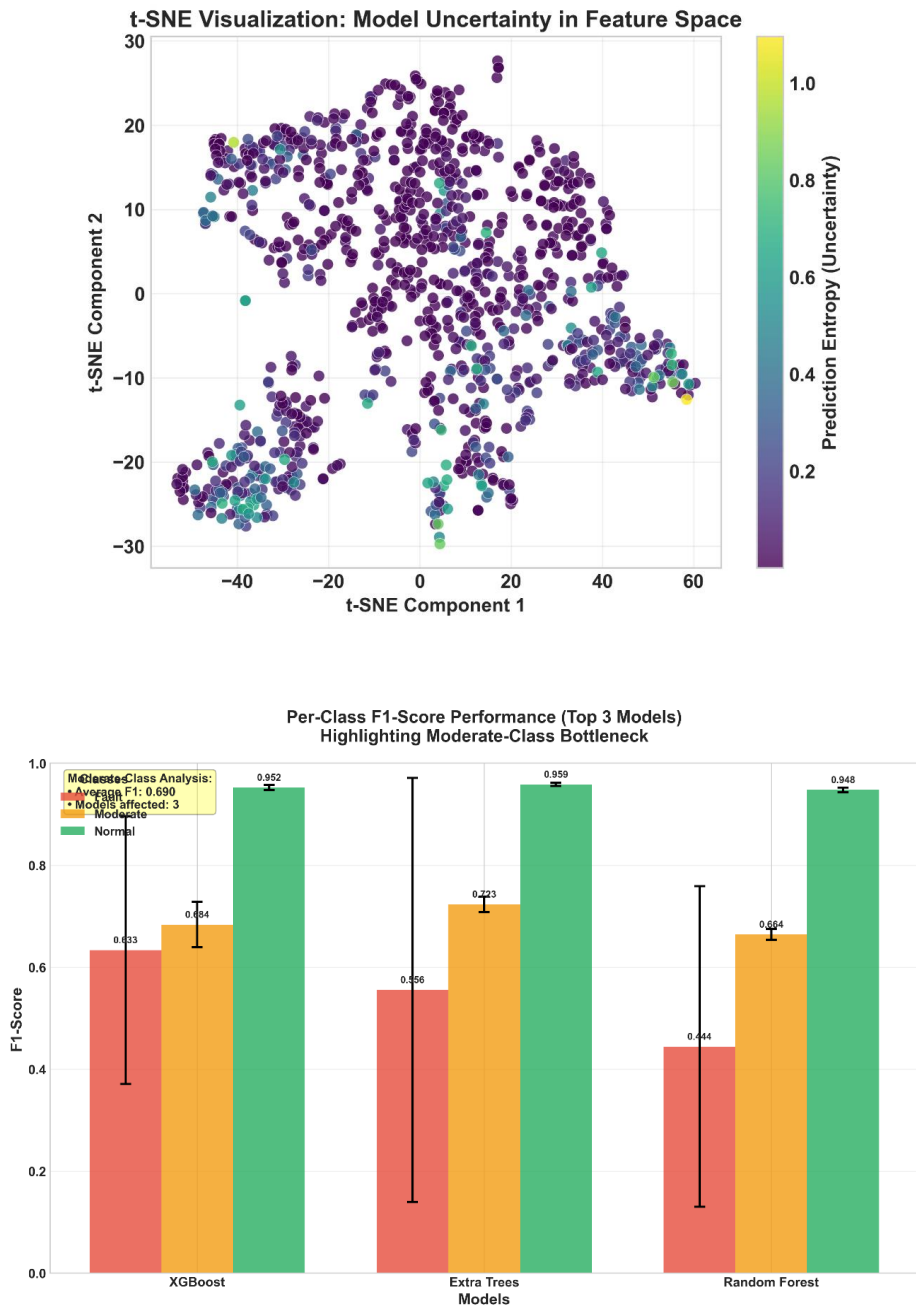 t-SNE Visualization: Model Uncertainty in Feature Space
30
20
10
0
−10
−20
−30
t-SNE Component 2
−40
−20
0
20
40
60
t-SNE Component 1
1.0
0.8
0.6
0.4
0.2
Prediction Entropy (Uncertainty)
Per-Class F1-Score Performance (Top 3 Models)
Highlighting Moderate-Class Bottleneck
1.0
0.8
0.6
0.4
0.2
0.0
F1-Score
Moderate-Class Analysis:
• Average F1: 0.690
• Models affected: 3
Classes
Fault
Moderate
Normal
0.633
0.684
0.952
0.556
0.723
0.959
0.444
0.664
0.948
XGBoost
Extra Trees
Random Forest
Models